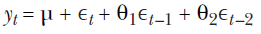 yₜ = μ + ϵₜ + θ₁ϵₜ₋₁ + θ₂ϵₜ₋₂